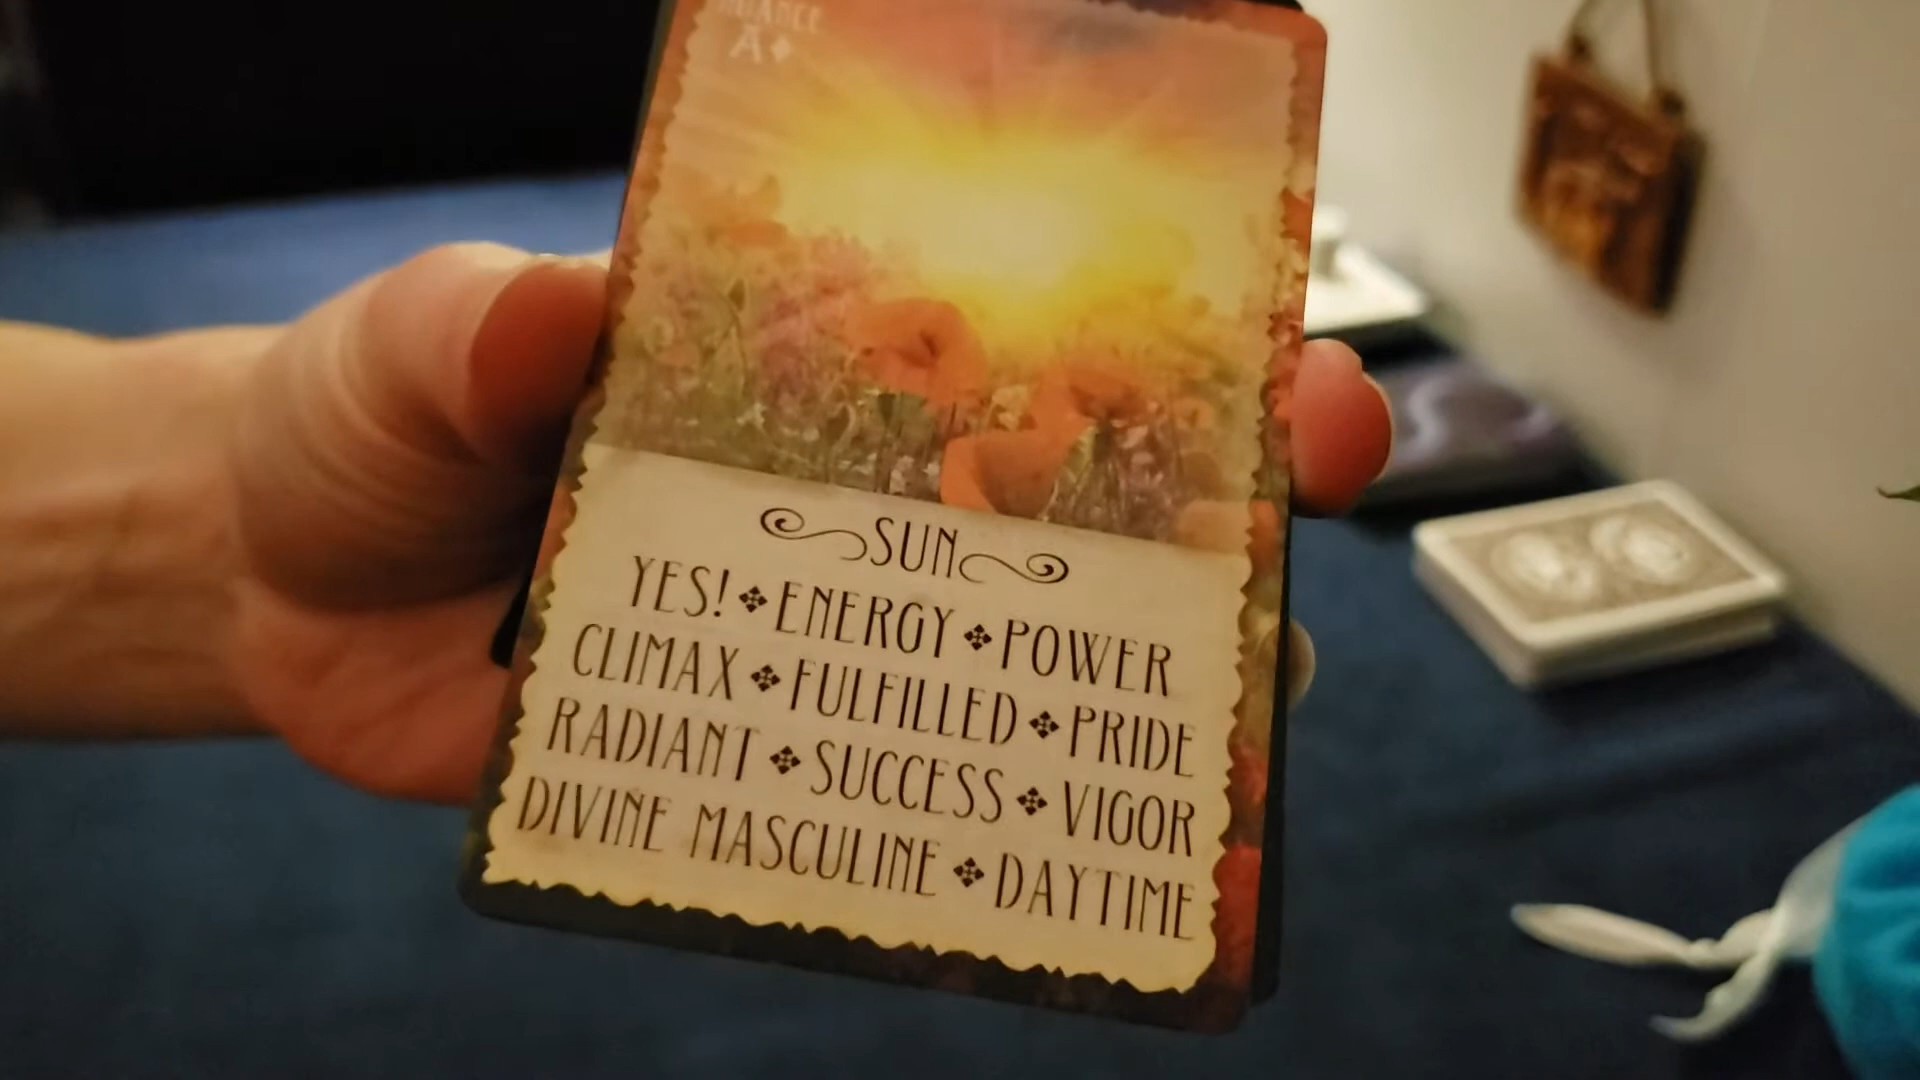 A♦
SUN
YES! ❖ ENERGY ❖ POWER
CLIMAX ❖ FULFILLED ❖ PRIDE
RADIANT ❖ SUCCESS ❖ VIGOR
DIVINE MASCULINE ❖ DAYTIME